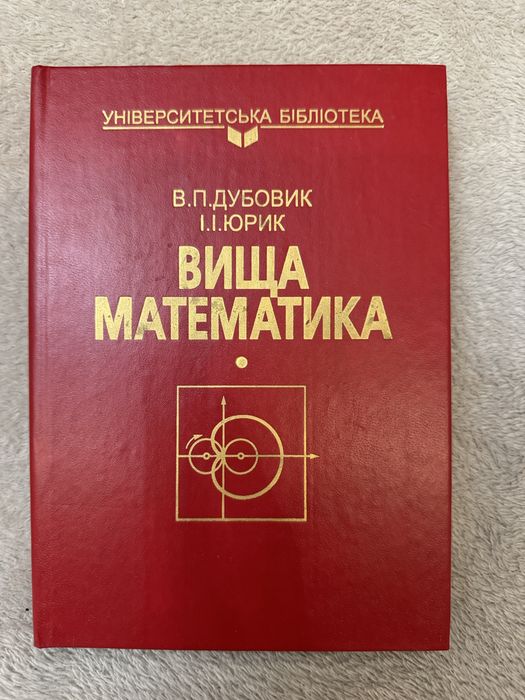 УНІВЕРСИТЕТСЬКА БІБЛІОТЕКА
В.П.ДУБОВИК
І.І.ЮРИК
ВИЩА
МАТЕМАТИКА